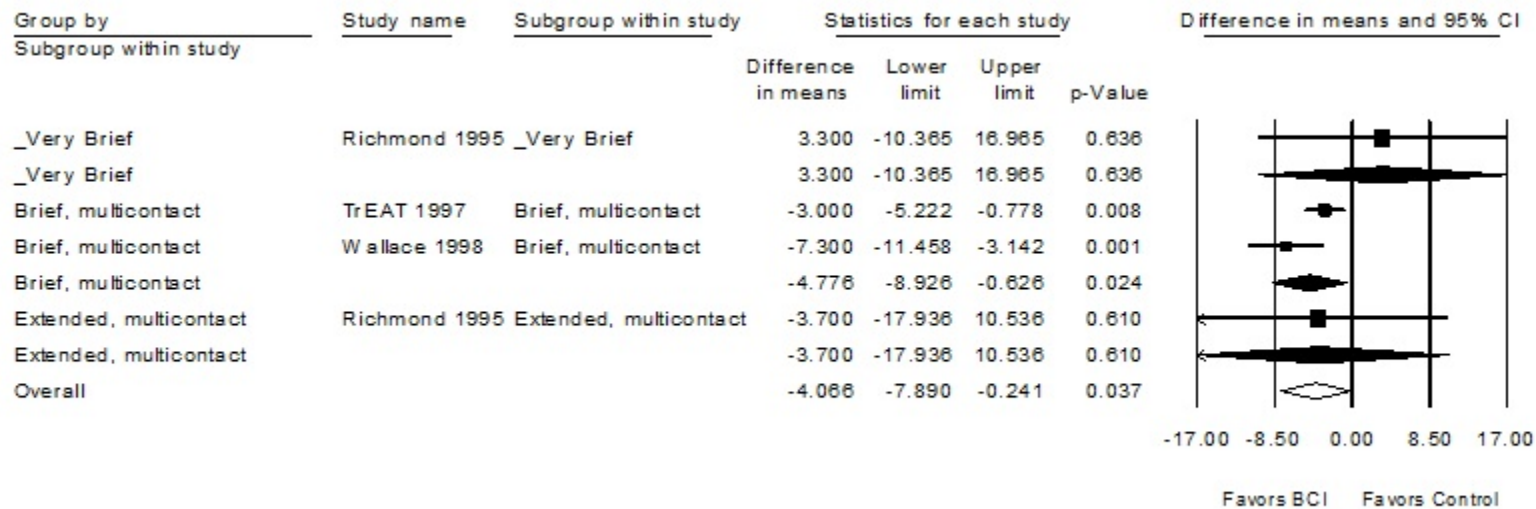 Group by Study name Subgroup within study Statistics for each study Difference in means and 95% CI
Subgroup within study
Difference Lower Upper
in means limit limit p-Value
_Very Brief Richmond 1995 _Very Brief 3.300 -10.365 16.965 0.636
_Very Brief 3.300 -10.365 16.965 0.636
Brief, multicontact TrEAT 1997 Brief, multicontact -3.000 -5.222 -0.778 0.008
Brief, multicontact Wallace 1998 Brief, multicontact -7.300 -11.458 -3.142 0.001
Brief, multicontact -4.776 -8.926 -0.626 0.024
Extended, multicontact Richmond 1995 Extended, multicontact -3.700 -17.936 10.536 0.610
Extended, multicontact -3.700 -17.936 10.536 0.610
Overall -4.066 -7.890 -0.241 0.037
-17.00 -8.50 0.00 8.50 17.00
Favors BCI Favors Control